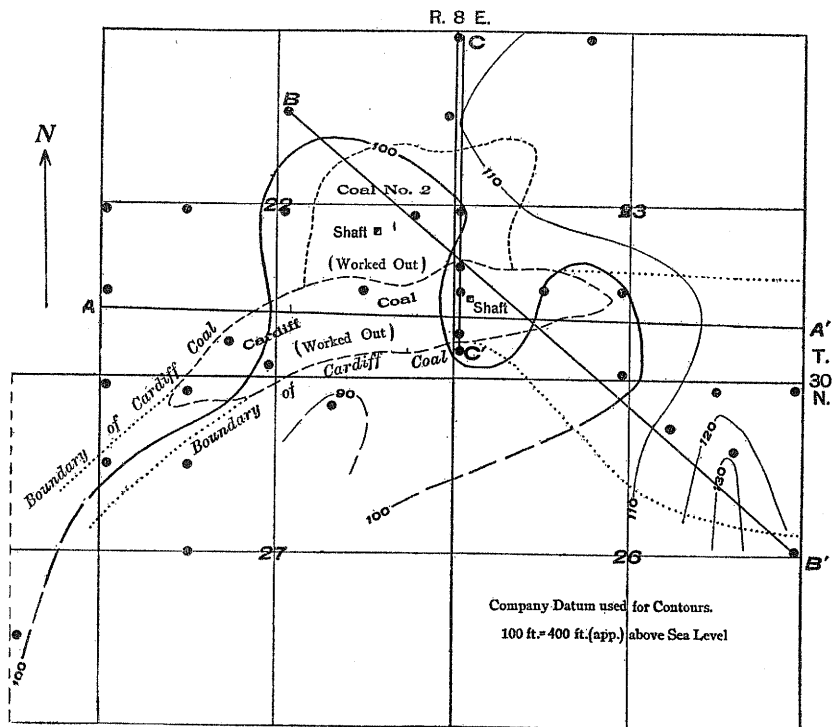 R. 8 E.
C
B
N
100
110
Coal No. 2
22
23
Shaft
(Worked Out)
A
Coal
Shaft
A'
Cardiff
(Worked Out)
C'
T.
30
N.
Boundary of Cardiff Coal
Boundary of Cardiff Coal
90
120
130
100
110
27
26
B'
Company Datum used for Contours.
100 ft.= 400 ft.(app.) above Sea Level
100